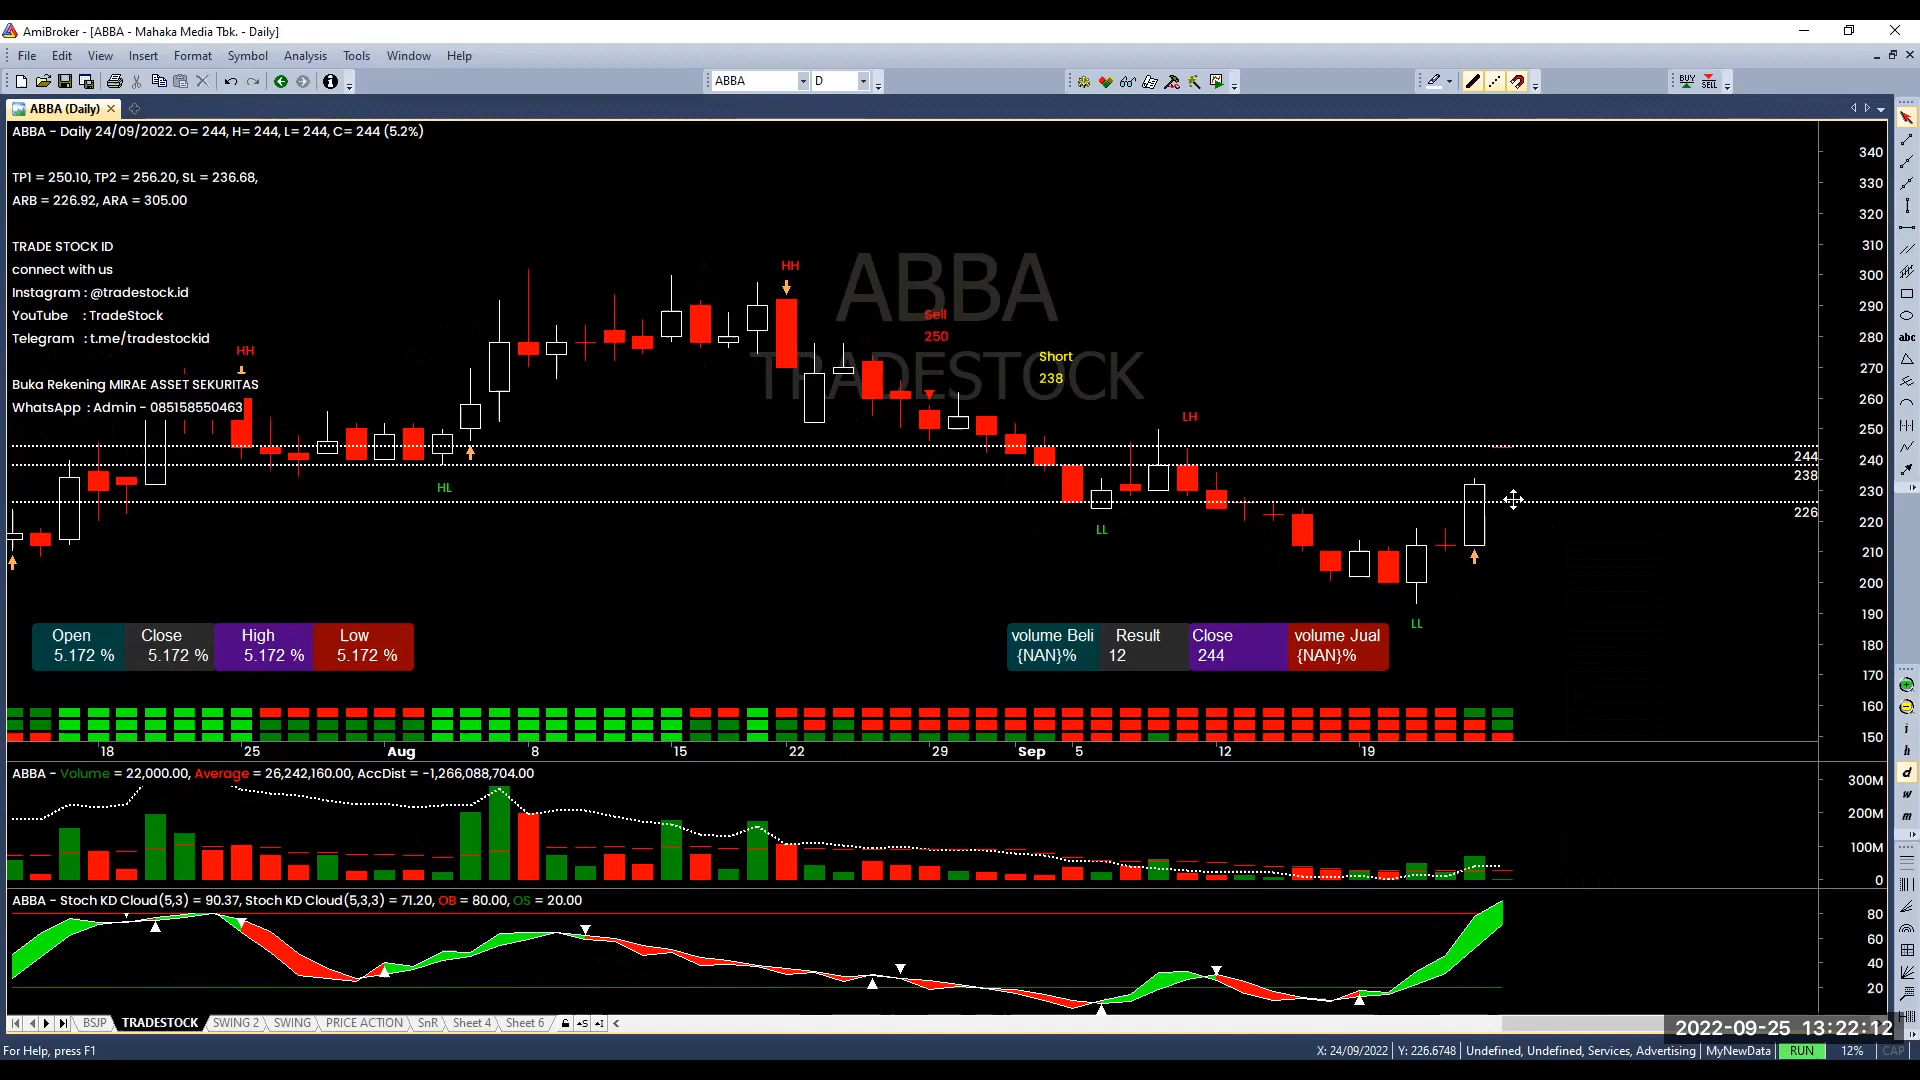 AmiBroker - [ABBA - Mahaka Media Tbk. - Daily]
File Edit View Insert Format Symbol Analysis Tools Window Help
ABBA D BUY SELL
ABBA (Daily)
ABBA - Daily 24/09/2022. O= 244, H= 244, L= 244, C= 244 (5.2%)
TP1 = 250.10, TP2 = 256.20, SL = 236.68,
ARB = 226.92, ARA = 305.00
TRADE STOCK ID
connect with us
Instagram : @tradestock.id
YouTube : TradeStock
Telegram : t.me/tradestockid
Buka Rekening MIRAE ASSET SEKURITAS
WhatsApp : Admin - 085158550463
ABBA
TRADESTOCK
HH
HL
HH
Sell
250
Short
238
LL
LH
LL
340
330
320
310
300
290
280
270
260
250
240
230
220
210
200
190
180
170
160
150
244
238
226
Open Close High Low
5.172 % 5.172 % 5.172 % 5.172 %
volume Beli Result Close volume Jual
{NAN}% 12 244 {NAN}%
18 25 Aug 8 15 22 29 Sep 5 12 19
ABBA - Volume = 22,000.00, Average = 26,242,160.00, AccDist = -1,266,088,704.00
300M
200M
100M
0
ABBA - Stoch KD Cloud(5,3) = 90.37, Stoch KD Cloud(5,3,3) = 71.20, OB = 80.00, OS = 20.00
80
60
40
20
abc
i
h
d
w
m
BSJP TRADESTOCK SWING 2 SWING PRICE ACTION SnR Sheet 4 Sheet 6
2022-09-25 13:22:12
For Help, press F1 X: 24/09/2022 Y: 226.6748 Undefined, Undefined, Services, Advertising MyNewData RUN 12% CAP